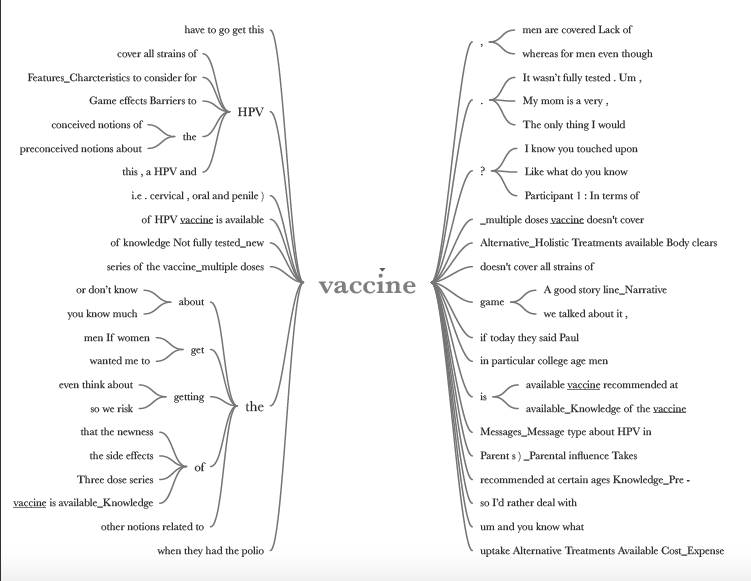 have to go get this
cover all strains of
Features_Charcteristics to consider for
Game effects Barriers to
HPV
conceived notions of
the
preconceived notions about
this , a HPV and
i.e . cervical , oral and penile )
of HPV vaccine is available
of knowledge Not fully tested_new
series of the vaccine_multiple doses
or don't know
about
you know much
men If women
get
wanted me to
even think about
getting
so we risk
the
that the newness
the side effects
of
Three dose series
vaccine is available_Knowledge
other notions related to
when they had the polio
vaccine
,
men are covered Lack of
whereas for men even though
.
It wasn't fully tested . Um ,
My mom is a very ,
The only thing I would
?
I know you touched upon
Like what do you know
Participant 1 : In terms of
_multiple doses vaccine doesn't cover
Alternative_Holistic Treatments available Body clears
doesn't cover all strains of
game
A good story line_Narrative
we talked about it ,
if today they said Paul
in particular college age men
is
available vaccine recommended at
available_Knowledge of the vaccine
Messages_Message type about HPV in
Parent s ) _Parental influence Takes
recommended at certain ages Knowledge_Pre -
so I'd rather deal with
um and you know what
uptake Alternative Treatments Available Cost_Expense